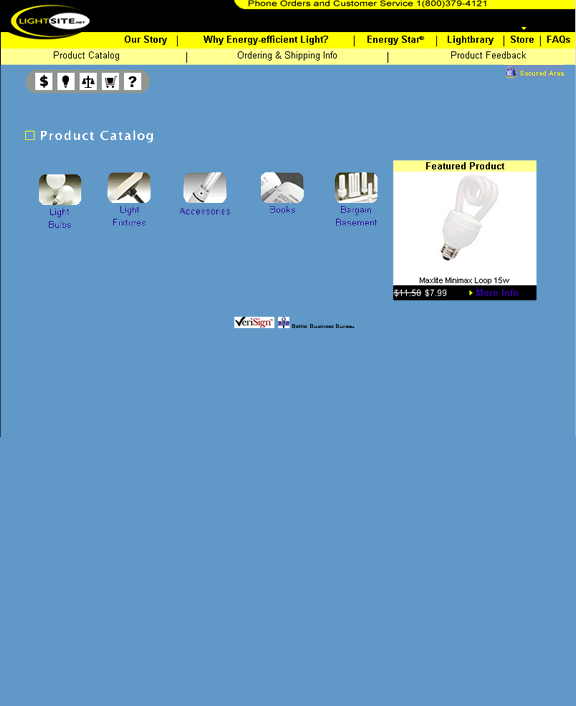 Phone Orders and Customer Service 1(800)379-4121
LIGHTSITE.NET
Our Story | Why Energy-efficient Light? | Energy Star® | Lightbrary | Store | FAQs
Product Catalog | Ordering & Shipping Info | Product Feedback
$ ?
Secured Area
Product Catalog
Light
Bulbs
Light
Fixtures
Accessories
Books
Bargain
Basement
Featured Product
Maxlite Minimax Loop 15w
$11.50 $7.99 More Info
VeriSign Better Business Bureau